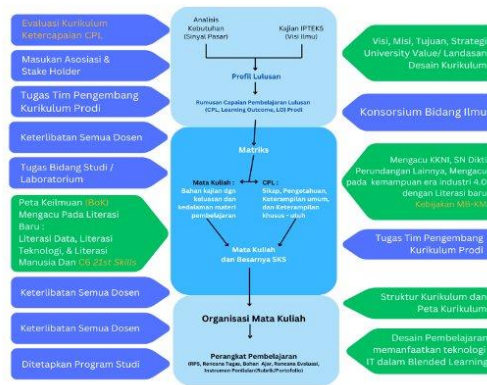 Evaluasi Kurikulum
Ketercapaian CPL
Masukan Asosiasi &
Stake Holder
Tugas Tim Pengembang
Kurikulum Prodi
Keterlibatan Semua Dosen
Tugas Bidang Studi /
Laboratorium
Peta Keilmuan (BoK)
Mengacu Pada Literasi
Baru :
Literasi Data, Literasi
Teknologi, & Literasi
Manusia Dan C6 21st Skills
Keterlibatan Semua Dosen
Keterlibatan Semua Dosen
Ditetapkan Program Studi
Analisis
Kebutuhan
(Sinyal Pasar)
Kajian IPTEKS
(Visi Ilmu)
Profil Lulusan
Rumusan Capaian Pembelajaran Lulusan
(CPL, Learning Outcome, LO) Prodi
Matriks
Mata Kuliah :
Bahan kajian dgn
keluasan dan
kedalaman materi
pembelajaran
CPL :
Sikap, Pengetahuan,
Keterampilan umum,
dan Keterampilan
khusus - utuh
Mata Kuliah
dan Besarnya SKS
Organisasi Mata Kuliah
Perangkat Pembelajaran
(RPS, Rencana Tugas, Bahan Ajar, Rencana Evaluasi,
Instrumen Penilaian/Rubrik/Portofolio)
Visi, Misi, Tujuan, Strategi,
University Value/ Landasan
Desain Kurikulum
Konsorsium Bidang Ilmu
Mengacu KKNI, SN Dikti
Perundangan Lainnya, Mengacu
pada kemampuan era Industri 4.0
dengan Literasi baru
Kebijakan MB-KM
Tugas Tim Pengembang
Kurikulum Prodi
Struktur Kurikulum dan
Peta Kurikulum
Desain Pembelajaran
memanfaatkan teknologi
IT dalam Blended Learning